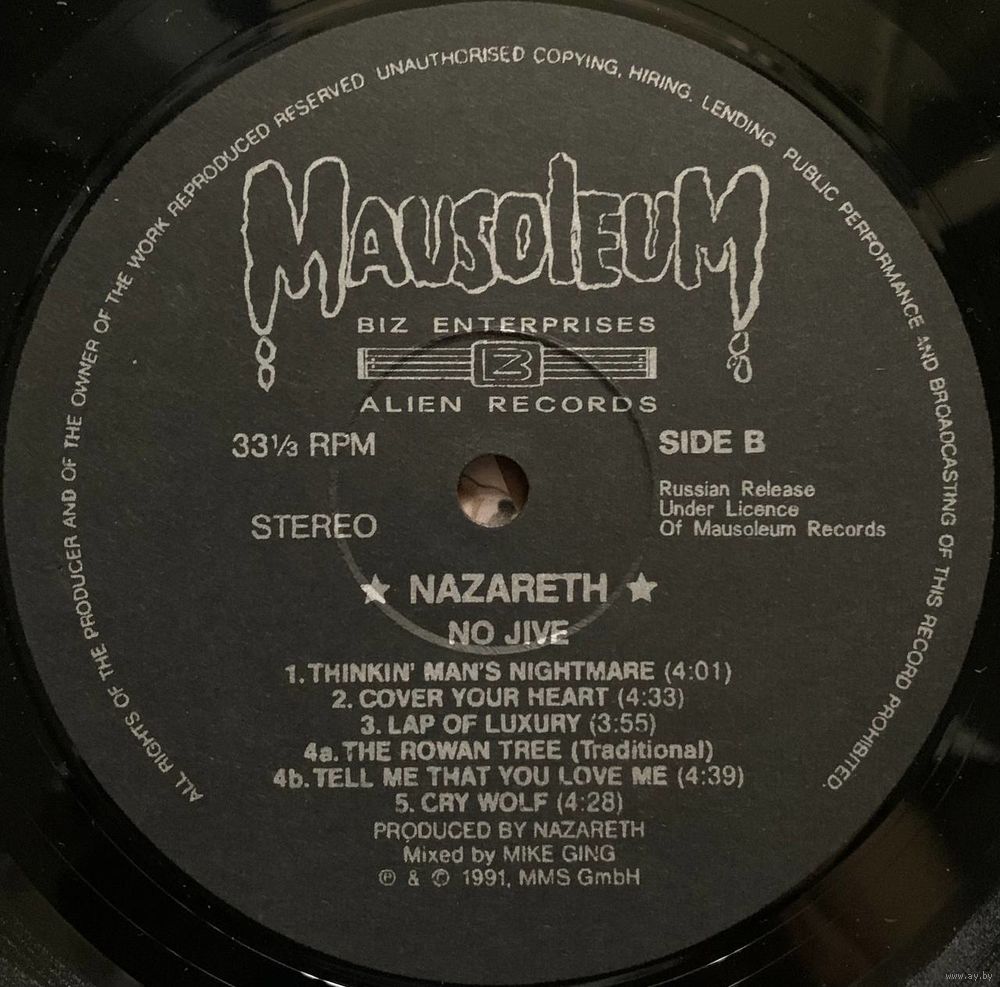 ALL RIGHTS OF THE PRODUCER AND OF THE OWNER OF THE WORK REPRODUCED RESERVED UNAUTHORISED COPYING, HIRING. LENDING PUBLIC PERFORMANCE AND BROADCASTING OF THIS RECORD PROHIBITED.
MAUSOLEUM
BIZ ENTERPRISES
B
ALIEN RECORDS
33⅓ RPM
SIDE B
STEREO
Russian Release
Under Licence
Of Mausoleum Records
★ NAZARETH ★
NO JIVE
1. THINKIN' MAN'S NIGHTMARE (4:01)
2. COVER YOUR HEART (4:33)
3. LAP OF LUXURY (3:55)
4a. THE ROWAN TREE (Traditional)
4b. TELL ME THAT YOU LOVE ME (4:39)
5. CRY WOLF (4:28)
PRODUCED BY NAZARETH
Mixed by MIKE GING
℗ & © 1991, MMS GmbH
www.ay.by